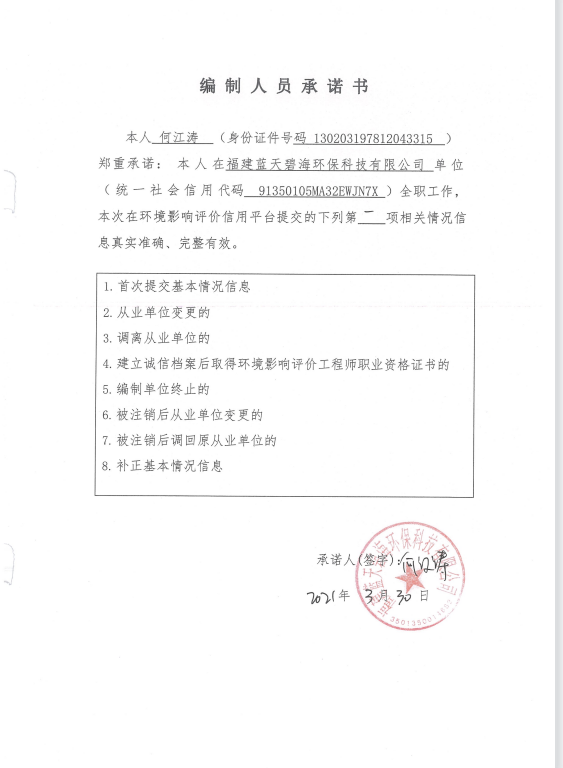 编制人员承诺书
本人 何江涛 （身份证件号码 130203197812043315 ）
郑重承诺： 本人在福建蓝天碧海环保科技有限公司 单位
（统一社会信用代码 91350105MA32EWJN7X ）全职工作，
本次在环境影响评价信用平台提交的下列第 一 项相关情况信
息真实准确、完整有效。
1. 首次提交基本情况信息
2. 从业单位变更的
3. 调离从业单位的
4. 建立诚信档案后取得环境影响评价工程师职业资格证书的
5. 编制单位终止的
6. 被注销后从业单位变更的
7. 被注销后调回原从业单位的
8. 补正基本情况信息
承诺人(签字):何江涛
2021年 3月 30日
福建蓝天碧海环保科技有限公司